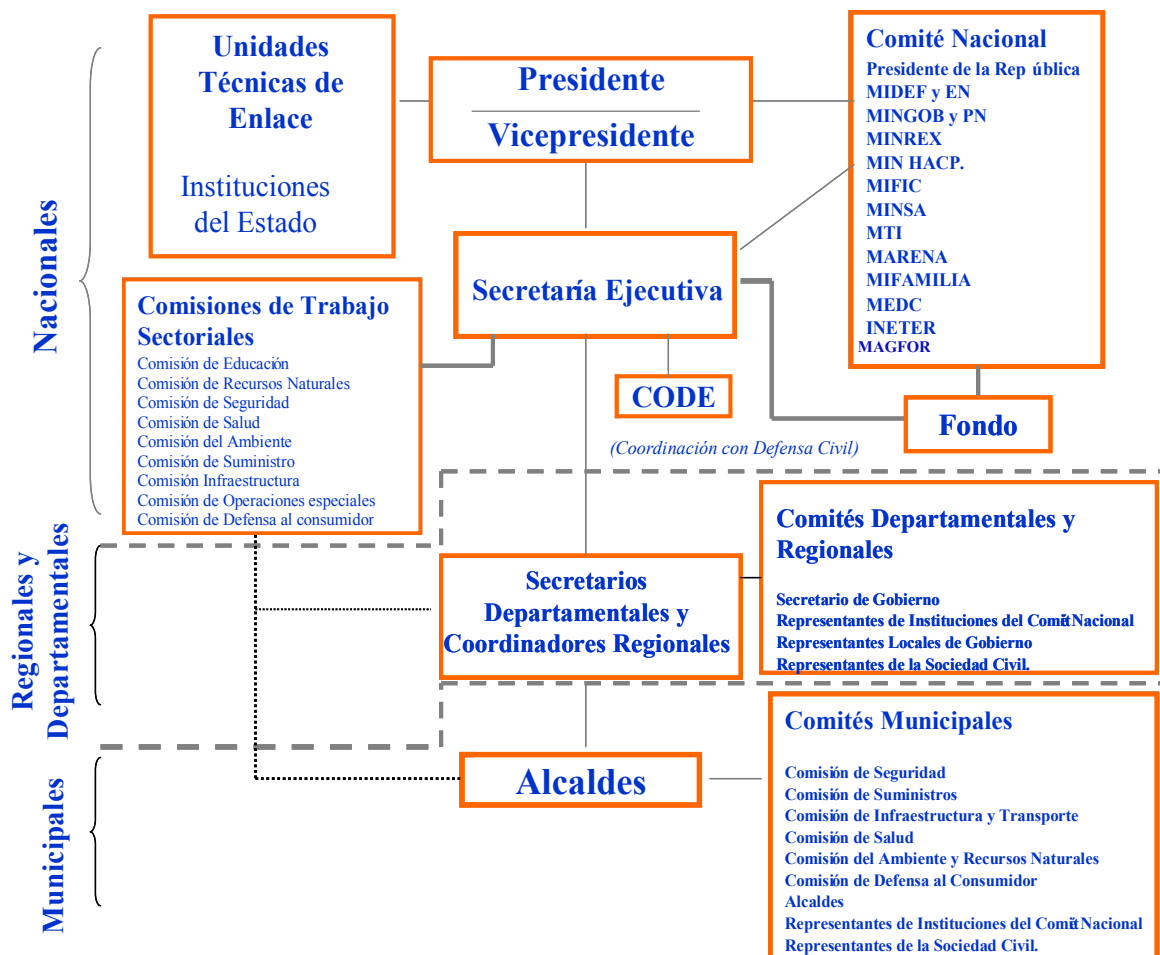 Nacionales
Unidades
Técnicas de
Enlace
Instituciones
del Estado
Presidente
Vicepresidente
Comité Nacional
Presidente de la Rep ública
MIDEF y EN
MINGOB y PN
MINREX
MIN HACP.
MIFIC
MINSA
MTI
MARENA
MIFAMILIA
MEDC
INETER
MAGFOR
Secretaría Ejecutiva
Comisiones de Trabajo
Sectoriales
Comisión de Educación
Comisión de Recursos Naturales
Comisión de Seguridad
Comisión de Salud
Comisión del Ambiente
Comisión de Suministro
Comisión Infraestructura
Comisión de Operaciones especiales
Comisión de Defensa al consumidor
CODE
(Coordinación con Defensa Civil)
Fondo
Regionales y
Departamentales
Secretarios
Departamentales y
Coordinadores Regionales
Comités Departamentales y
Regionales
Secretario de Gobierno
Representantes de Instituciones del Comité Nacional
Representantes Locales de Gobierno
Representantes de la Sociedad Civil.
Municipales
Alcaldes
Comités Municipales
Comisión de Seguridad
Comisión de Suministros
Comisión de Infraestructura y Transporte
Comisión de Salud
Comisión del Ambiente y Recursos Naturales
Comisión de Defensa al Consumidor
Alcaldes
Representantes de Instituciones del Comité Nacional
Representantes de la Sociedad Civil.